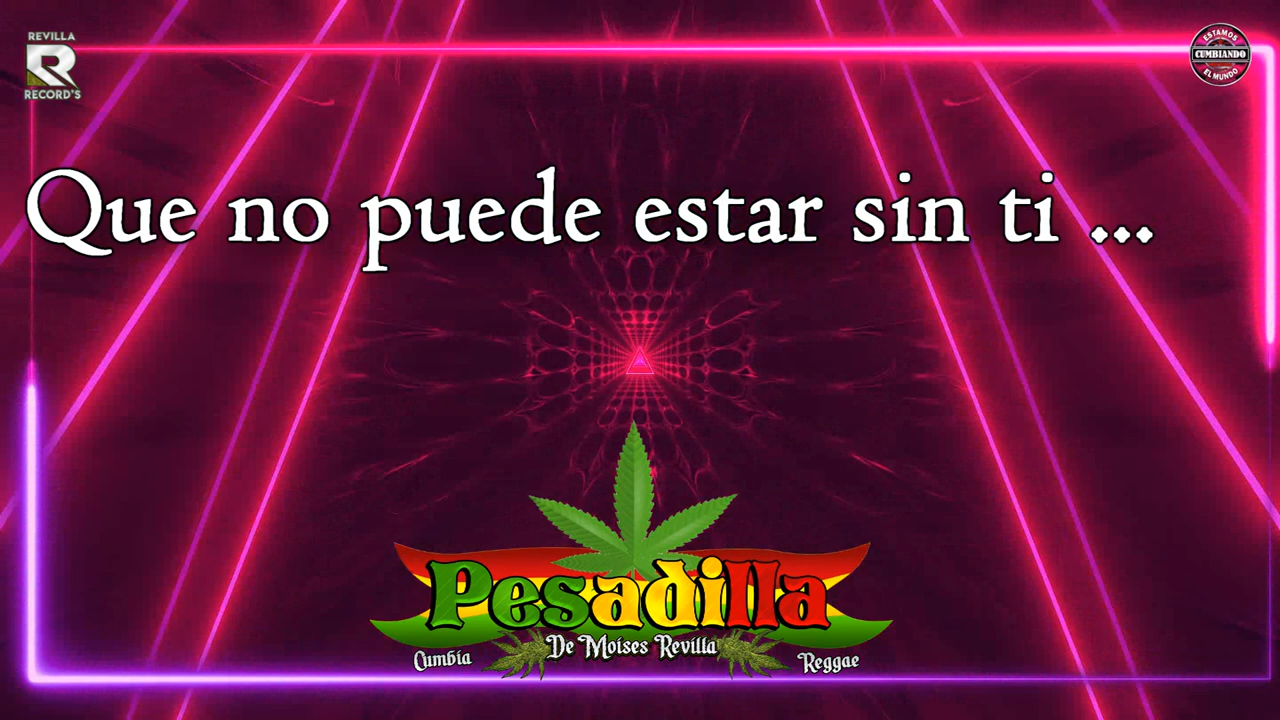 REVILLA
R
RECORD'S
ESTAMOS
CUMBIANDO
EL MUNDO
Que no puede estar sin ti ...
Pesadilla
De Moises Revilla
Cumbia
Reggae